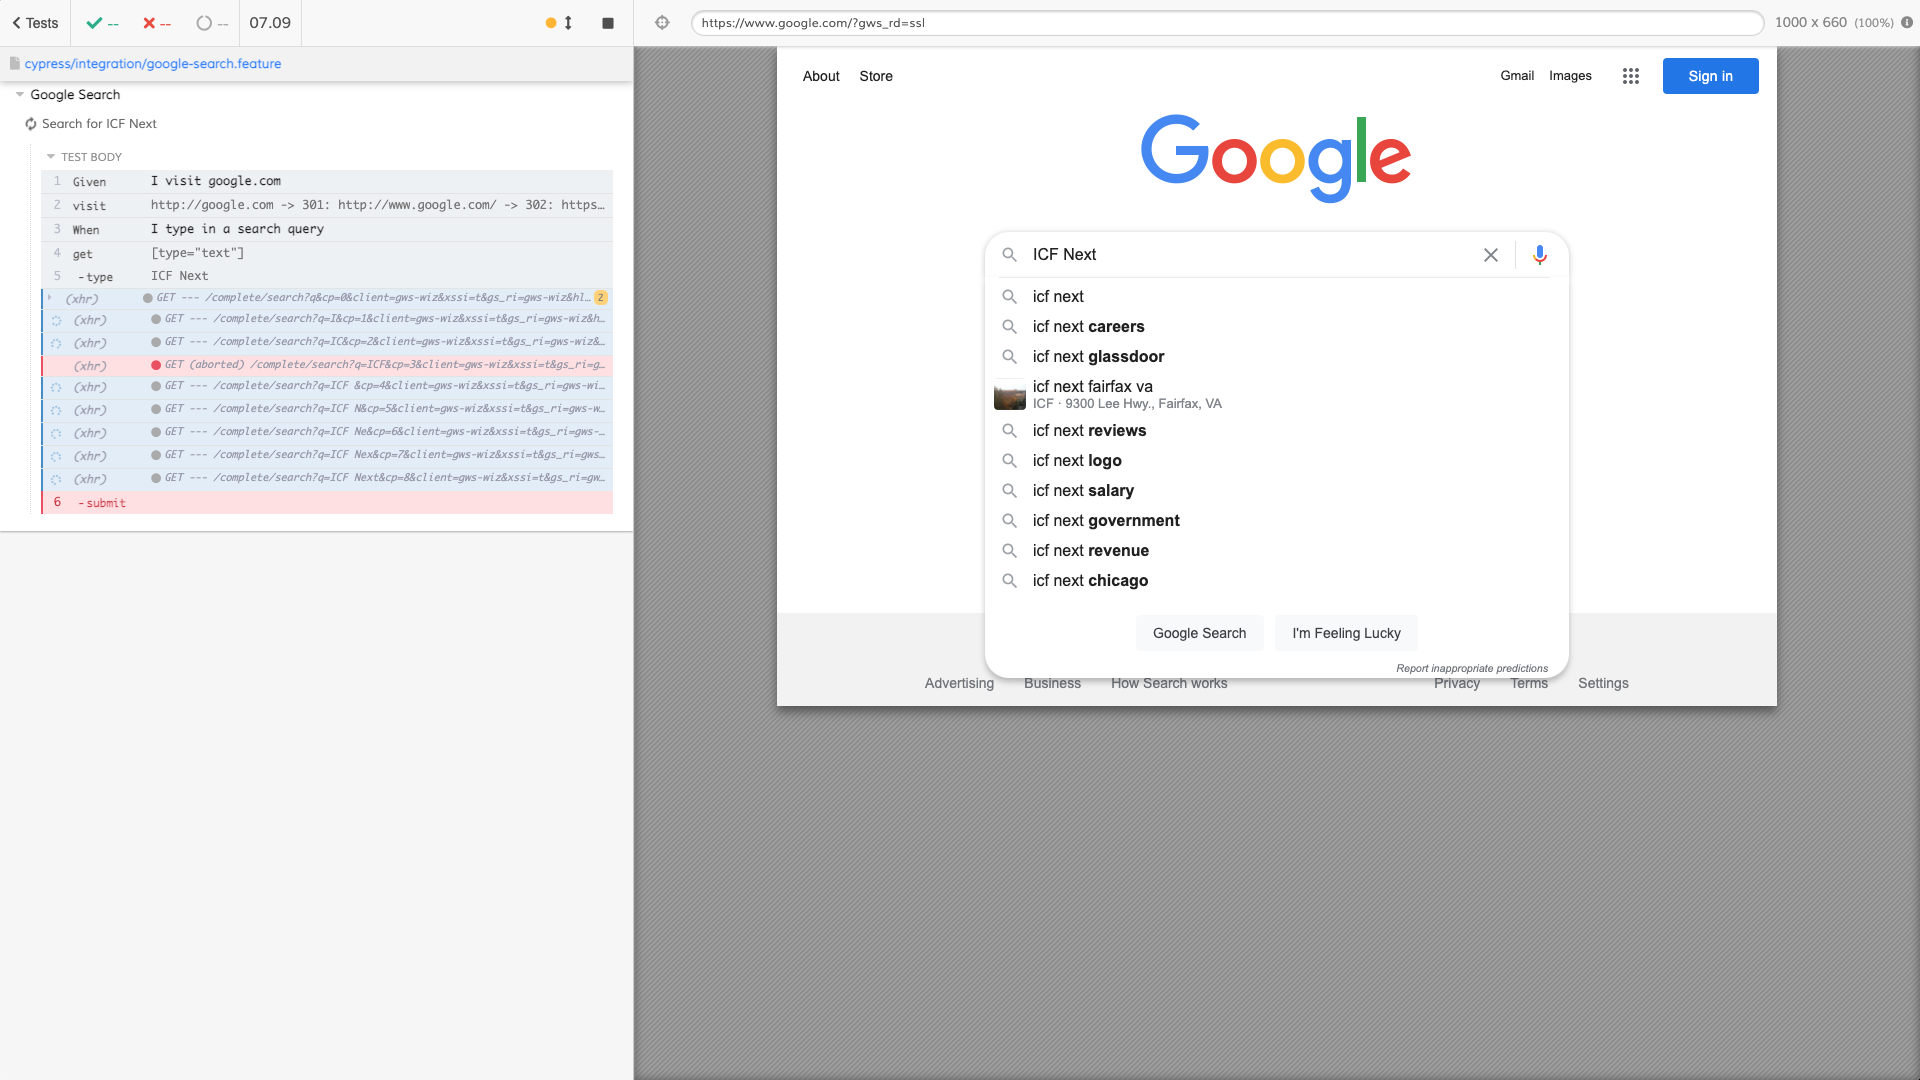 Tests
--
--
--
07.09
https://www.google.com/?gws_rd=ssl
1000 x 660 (100%)
cypress/integration/google-search.feature
Google Search
Search for ICF Next
TEST BODY
1 Given I visit google.com
2 visit http://google.com -> 301: http://www.google.com/ -> 302: https…
3 When I type in a search query
4 get [type="text"]
5 -type ICF Next
(xhr) GET --- /complete/search?q&cp=0&client=gws-wiz&xssi=t&gs_ri=gws-wiz&hl… 2
(xhr) GET --- /complete/search?q=I&cp=1&client=gws-wiz&xssi=t&gs_ri=gws-wiz&h…
(xhr) GET --- /complete/search?q=IC&cp=2&client=gws-wiz&xssi=t&gs_ri=gws-wiz&…
(xhr) GET (aborted) /complete/search?q=ICF&cp=3&client=gws-wiz&xssi=t&gs_ri=g…
(xhr) GET --- /complete/search?q=ICF &cp=4&client=gws-wiz&xssi=t&gs_ri=gws-wi…
(xhr) GET --- /complete/search?q=ICF N&cp=5&client=gws-wiz&xssi=t&gs_ri=gws-w…
(xhr) GET --- /complete/search?q=ICF Ne&cp=6&client=gws-wiz&xssi=t&gs_ri=gws-…
(xhr) GET --- /complete/search?q=ICF Nex&cp=7&client=gws-wiz&xssi=t&gs_ri=gws…
(xhr) GET --- /complete/search?q=ICF Next&cp=8&client=gws-wiz&xssi=t&gs_ri=gw…
6 -submit
About Store
Gmail Images
Sign in
Google
ICF Next
icf next
icf next careers
icf next glassdoor
icf next fairfax va
ICF · 9300 Lee Hwy., Fairfax, VA
icf next reviews
icf next logo
icf next salary
icf next government
icf next revenue
icf next chicago
Google Search
I'm Feeling Lucky
Report inappropriate predictions
Advertising Business How Search works
Privacy Terms Settings